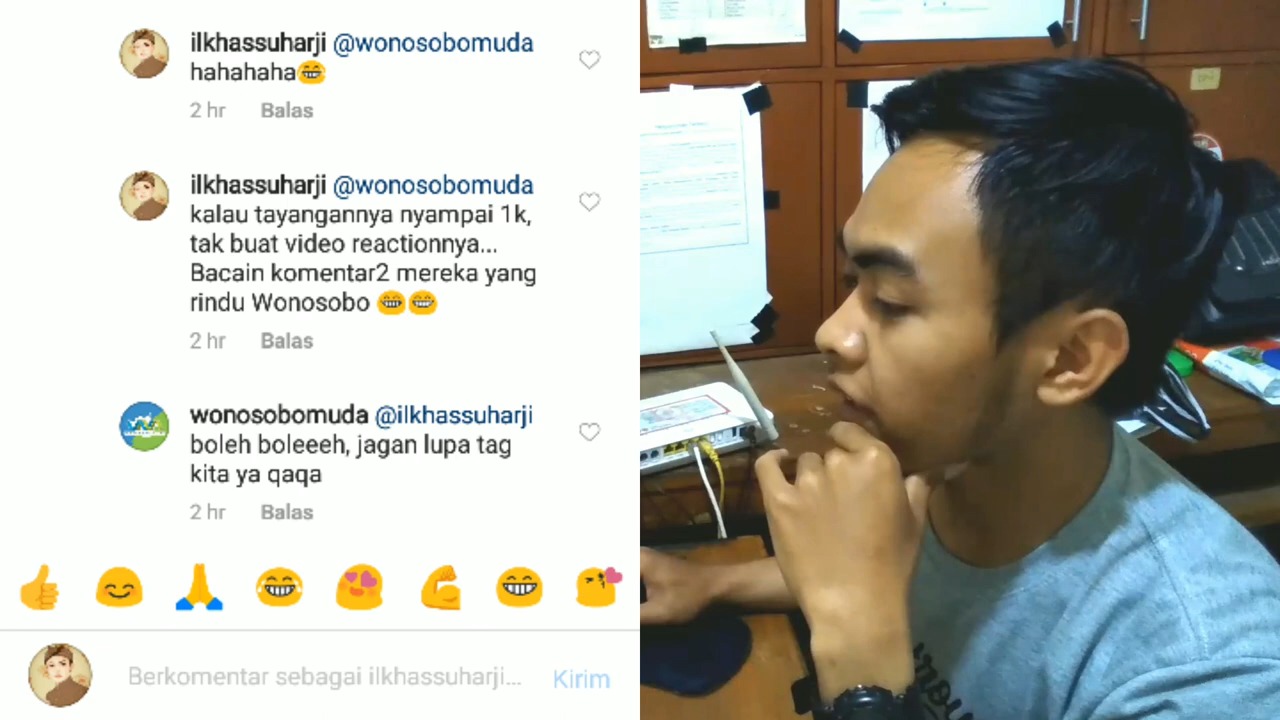 ilkhassuharji @wonosobomuda
hahahaha😂
2 hr Balas
ilkhassuharji @wonosobomuda
kalau tayangannya nyampai 1k,
tak buat video reactionnya...
Bacain komentar2 mereka yang
rindu Wonosobo 😁😁
2 hr Balas
wonosobomuda @ilkhassuharji
boleh boleeeh, jagan lupa tag
kita ya qaqa
2 hr Balas
Berkomentar sebagai ilkhassuharji...
Kirim